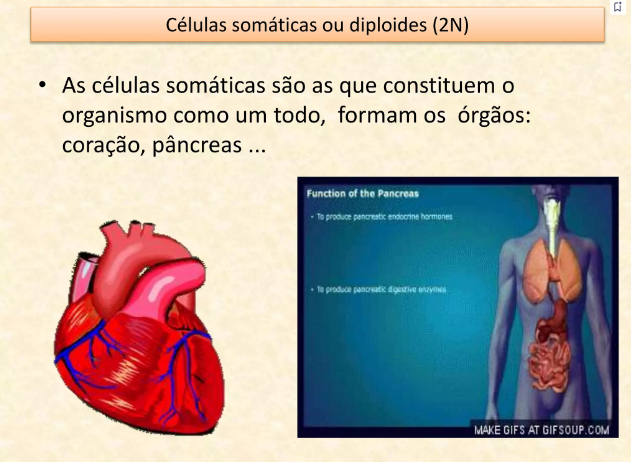 Células somáticas ou diploides (2N)
• As células somáticas são as que constituem o
organismo como um todo, formam os órgãos:
coração, pâncreas ...
Function of the Pancreas
- To produce pancreatic endocrine hormones
- To produce pancreatic digestive enzymes
MAKE GIFS AT GIFSOUP.COM